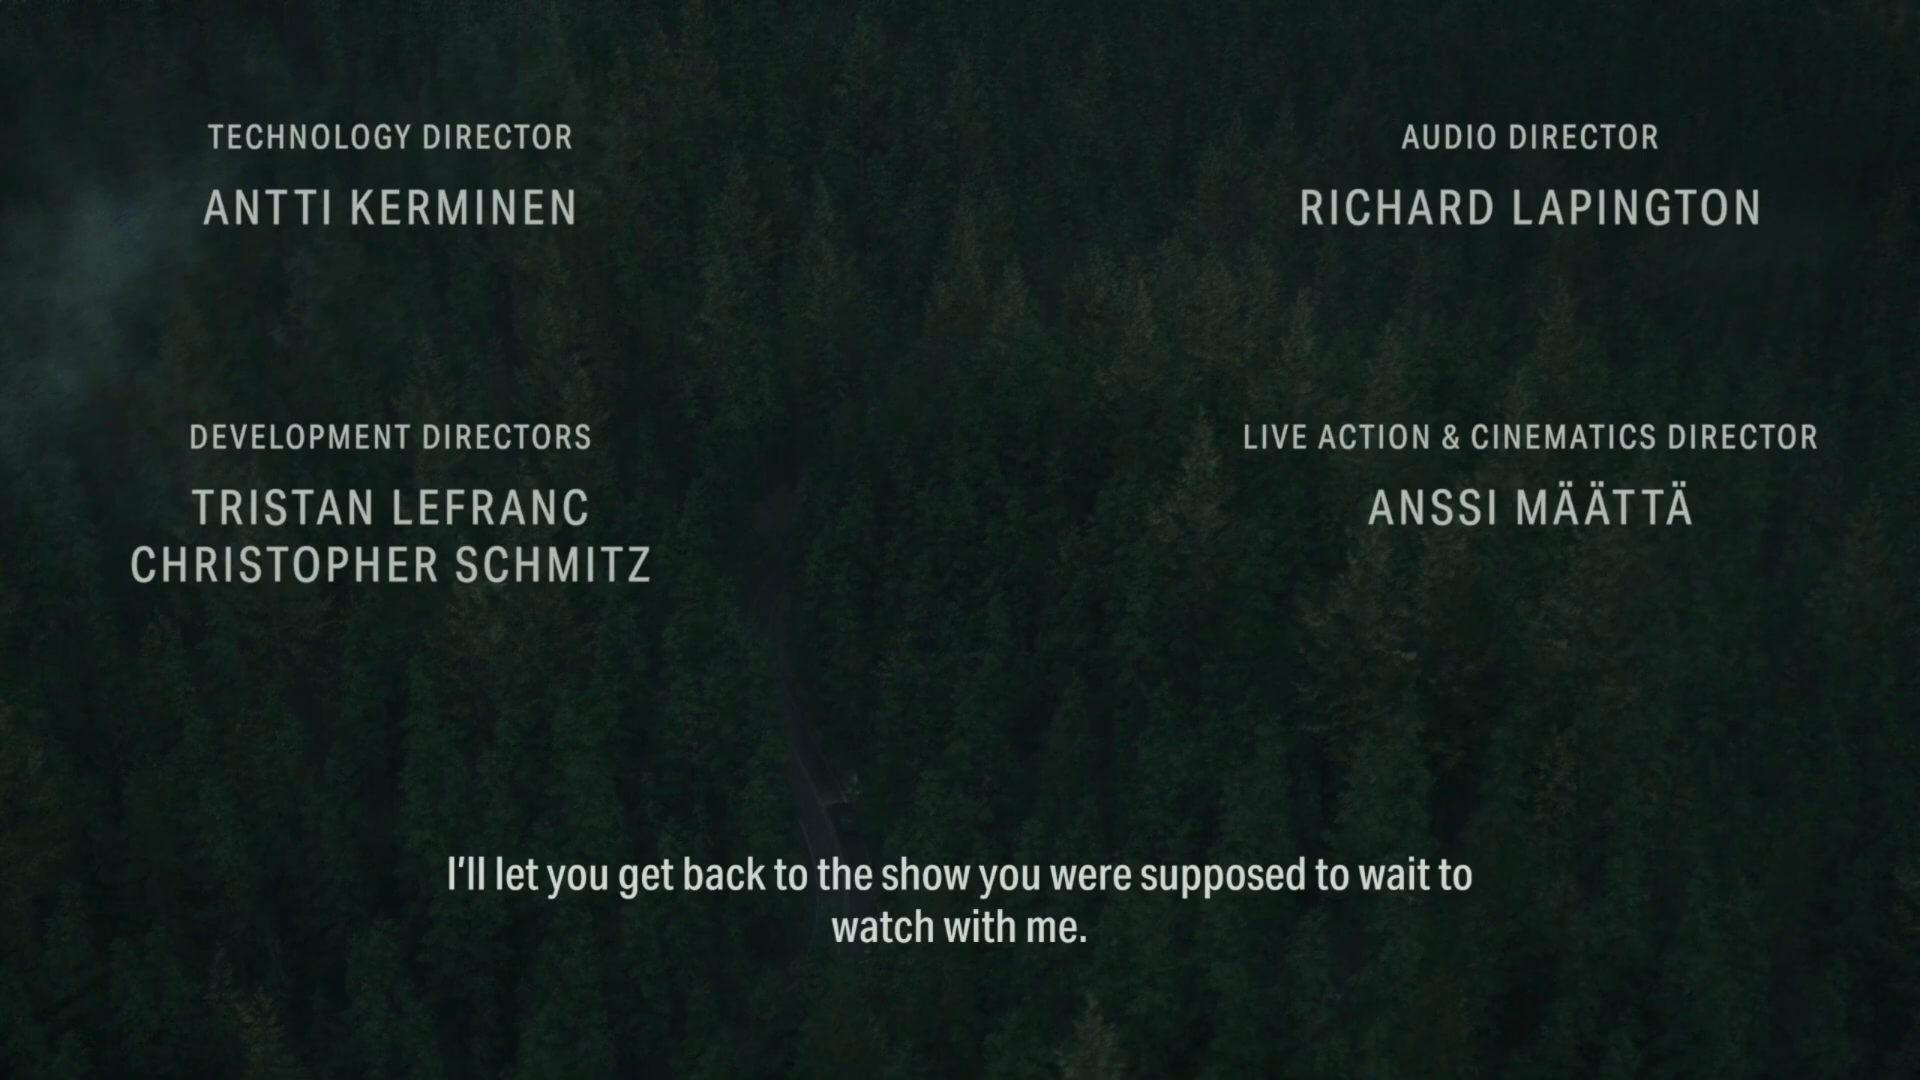 TECHNOLOGY DIRECTOR
ANTTI KERMINEN
AUDIO DIRECTOR
RICHARD LAPINGTON
DEVELOPMENT DIRECTORS
TRISTAN LEFRANC
CHRISTOPHER SCHMITZ
LIVE ACTION & CINEMATICS DIRECTOR
ANSSI MÄÄTTÄ
I’ll let you get back to the show you were supposed to wait to
watch with me.